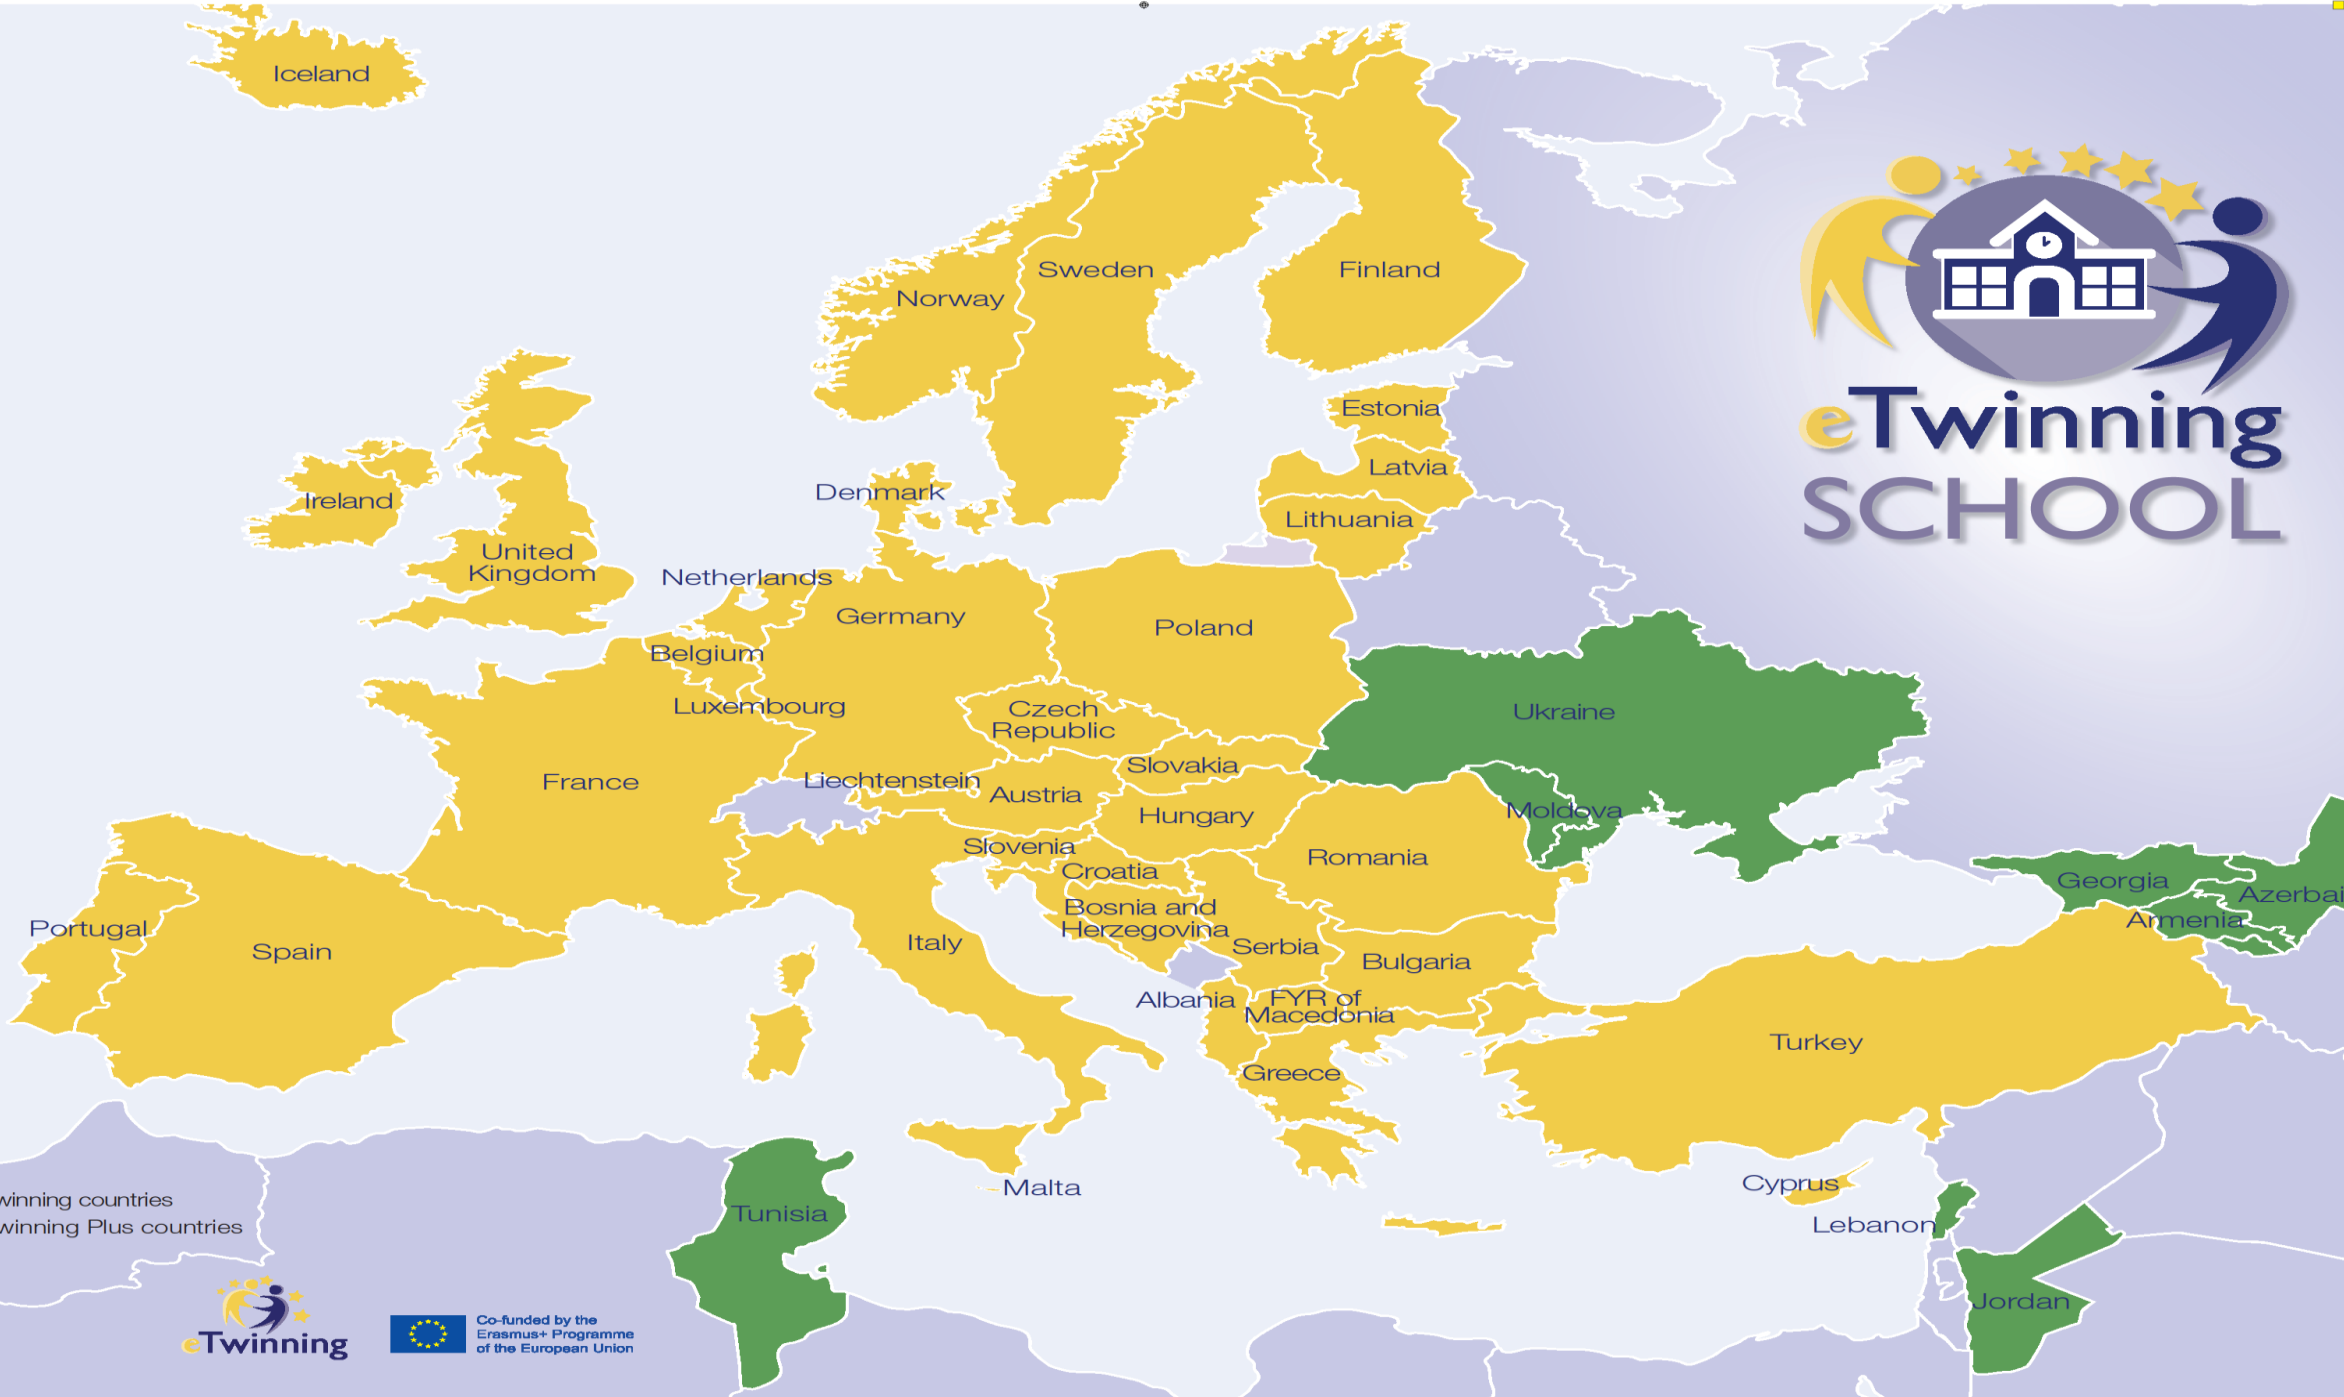 Iceland
Sweden
Finland
Norway
eTwinning
SCHOOL
Estonia
Latvia
Denmark
Ireland
Lithuania
United
Kingdom
Netherlands
Germany
Poland
Belgium
Luxembourg
Czech
Republic
Ukraine
Slovakia
France
Liechtenstein
Austria
Moldova
Hungary
Slovenia
Romania
Croatia
Georgia
Azerbai
Bosnia and
Herzegovina
Armenia
Portugal
Spain
Italy
Serbia
Bulgaria
Albania
FYR of
Macedonia
Turkey
Greece
Cyprus
Malta
winning countries
Tunisia
Lebanon
winning Plus countries
Jordan
eTwinning
Co-funded by the
Erasmus+ Programme
of the European Union